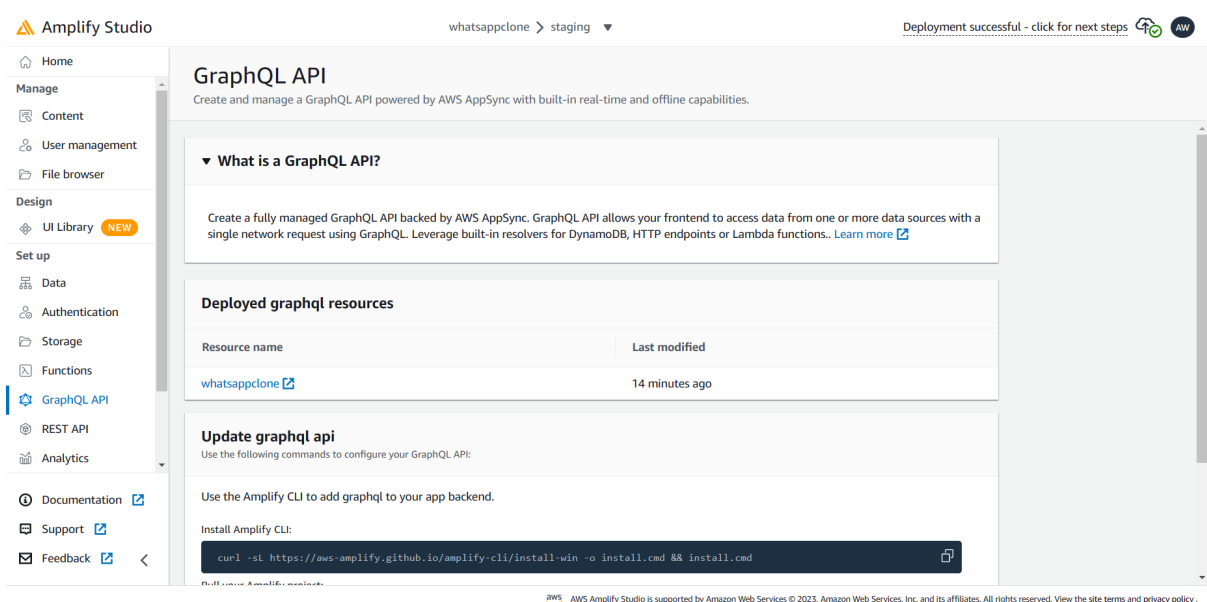 Amplify Studio
whatsappclone > staging ▼
Deployment successful - click for next steps
AW
Home
Manage
Content
User management
File browser
Design
UI Library NEW
Set up
Data
Authentication
Storage
Functions
GraphQL API
REST API
Analytics
Documentation
Support
Feedback
GraphQL API
Create and manage a GraphQL API powered by AWS AppSync with built-in real-time and offline capabilities.
▼ What is a GraphQL API?
Create a fully managed GraphQL API backed by AWS AppSync. GraphQL API allows your frontend to access data from one or more data sources with a
single network request using GraphQL. Leverage built-in resolvers for DynamoDB, HTTP endpoints or Lambda functions.. Learn more
Deployed graphql resources
Resource name Last modified
whatsappclone 14 minutes ago
Update graphql api
Use the following commands to configure your GraphQL API:
Use the Amplify CLI to add graphql to your app backend.
Install Amplify CLI:
curl -sL https://aws-amplify.github.io/amplify-cli/install-win -o install.cmd && install.cmd
Pull your Amplify project:
aws AWS Amplify Studio is supported by Amazon Web Services © 2023, Amazon Web Services, Inc. and its affiliates. All rights reserved. View the site terms and privacy policy .